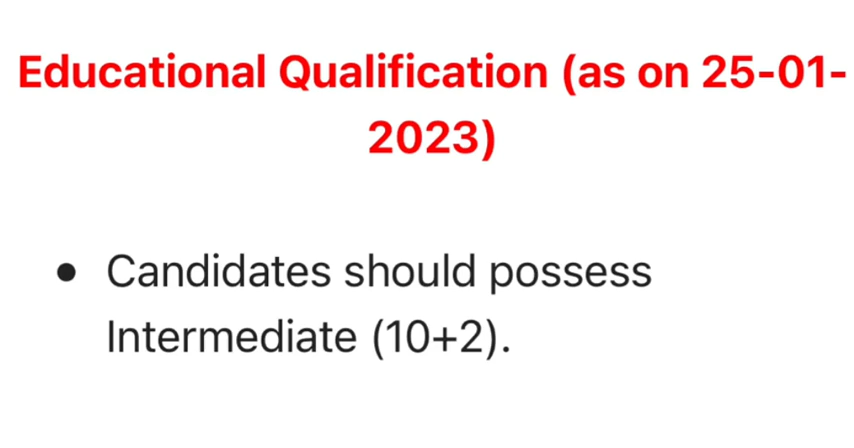 Educational Qualification (as on 25-01-
2023)
• Candidates should possess
Intermediate (10+2).